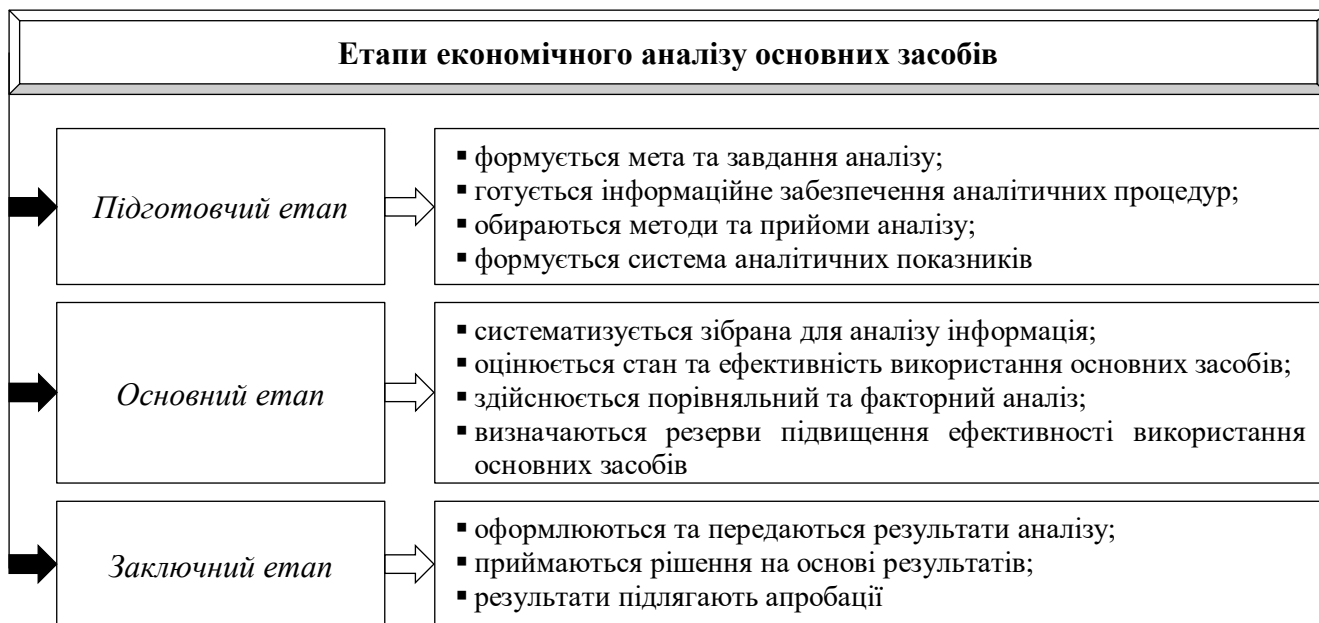 Етапи економічного аналізу основних засобів
Підготовчий етап
▪ формується мета та завдання аналізу;
▪ готується інформаційне забезпечення аналітичних процедур;
▪ обираються методи та прийоми аналізу;
▪ формується система аналітичних показників
Основний етап
▪ систематизується зібрана для аналізу інформація;
▪ оцінюється стан та ефективність використання основних засобів;
▪ здійснюється порівняльний та факторний аналіз;
▪ визначаються резерви підвищення ефективності використання
основних засобів
Заключний етап
▪ оформлюються та передаються результати аналізу;
▪ приймаються рішення на основі результатів;
▪ результати підлягають апробації